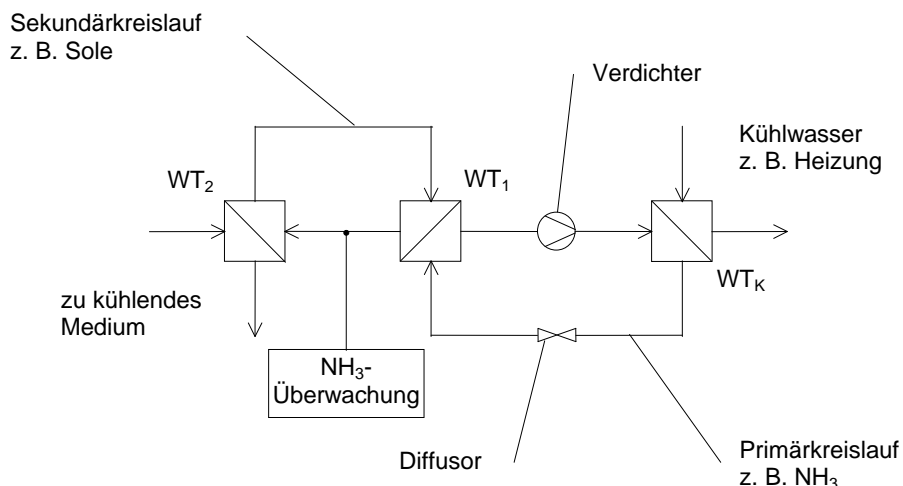 Sekundärkreislauf
z. B. Sole
Verdichter
Kühlwasser
z. B. Heizung
WT₂
WT₁
WTK
zu kühlendes
Medium
NH₃-
Überwachung
Diffusor
Primärkreislauf
z. B. NH₃